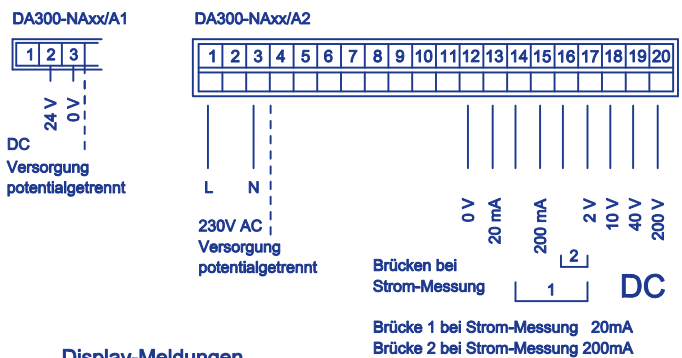 DA300-NAxx/A1
DA300-NAxx/A2
1 2 3
1 2 3 4 5 6 7 8 9 10 11 12 13 14 15 16 17 18 19 20
24 V
0 V
DC
Versorgung
potentialgetrennt
L N
230V AC
Versorgung
potentialgetrennt
0 V
20 mA
200 mA
2 V
10 V
40 V
200 V
Brücken bei
Strom-Messung
2
1
DC
Brücke 1 bei Strom-Messung 20mA
Brücke 2 bei Strom-Messung 200mA
Display-Meldungen